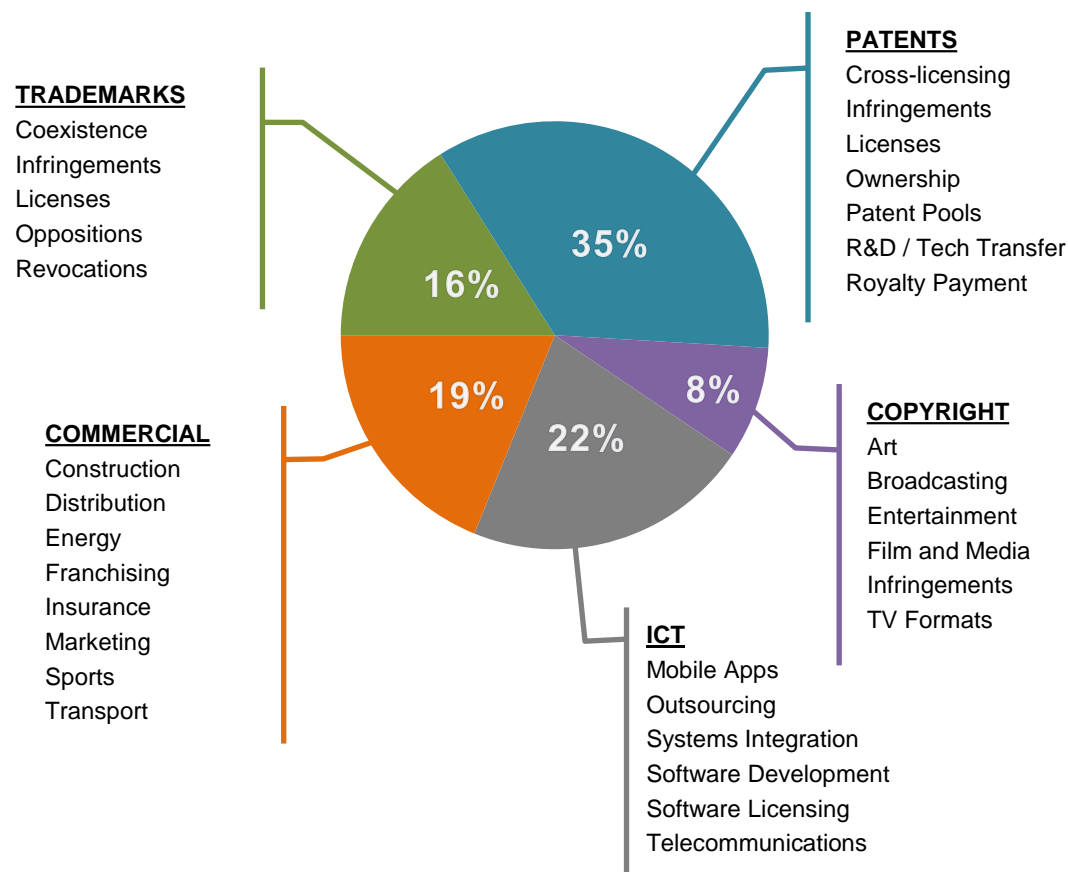 TRADEMARKS
Coexistence
Infringements
Licenses
Oppositions
Revocations
PATENTS
Cross-licensing
Infringements
Licenses
Ownership
Patent Pools
R&D / Tech Transfer
Royalty Payment
35%
16%
8%
19%
22%
COMMERCIAL
Construction
Distribution
Energy
Franchising
Insurance
Marketing
Sports
Transport
COPYRIGHT
Art
Broadcasting
Entertainment
Film and Media
Infringements
TV Formats
ICT
Mobile Apps
Outsourcing
Systems Integration
Software Development
Software Licensing
Telecommunications